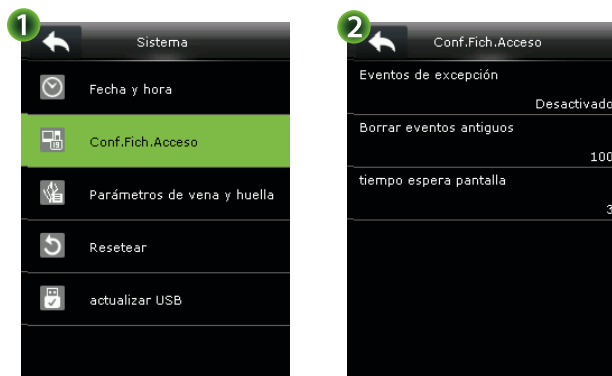 1
Sistema
Fecha y hora
Conf.Fich.Acceso
Parámetros de vena y huella
Resetear
actualizar USB
2
Conf.Fich.Acceso
Eventos de excepción
Desactivado
Borrar eventos antiguos
100
tiempo espera pantalla
3